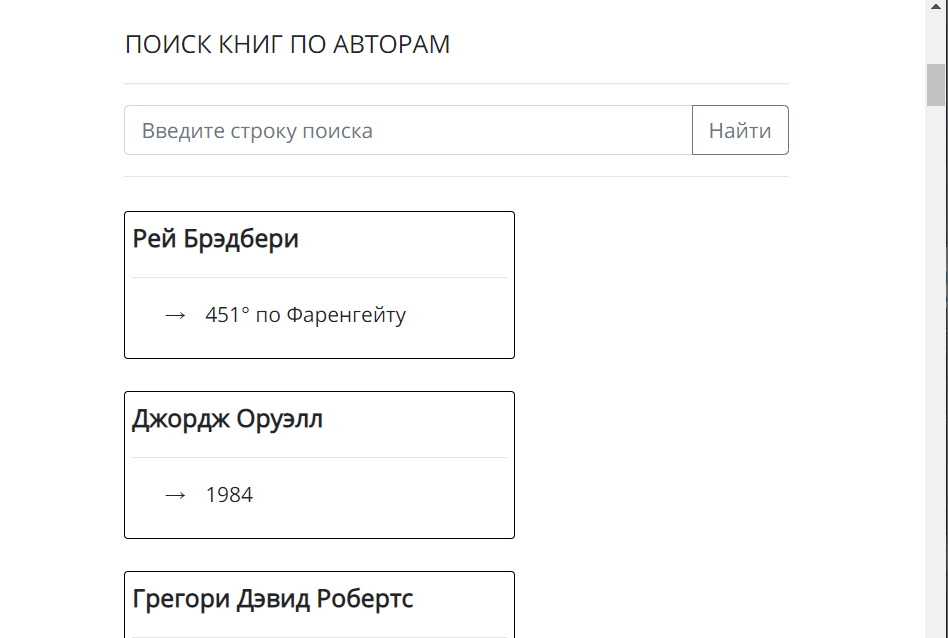 ПОИСК КНИГ ПО АВТОРАМ
Введите строку поиска
Найти
Рей Брэдбери
→ 451° по Фаренгейту
Джордж Оруэлл
→ 1984
Грегори Дэвид Робертс